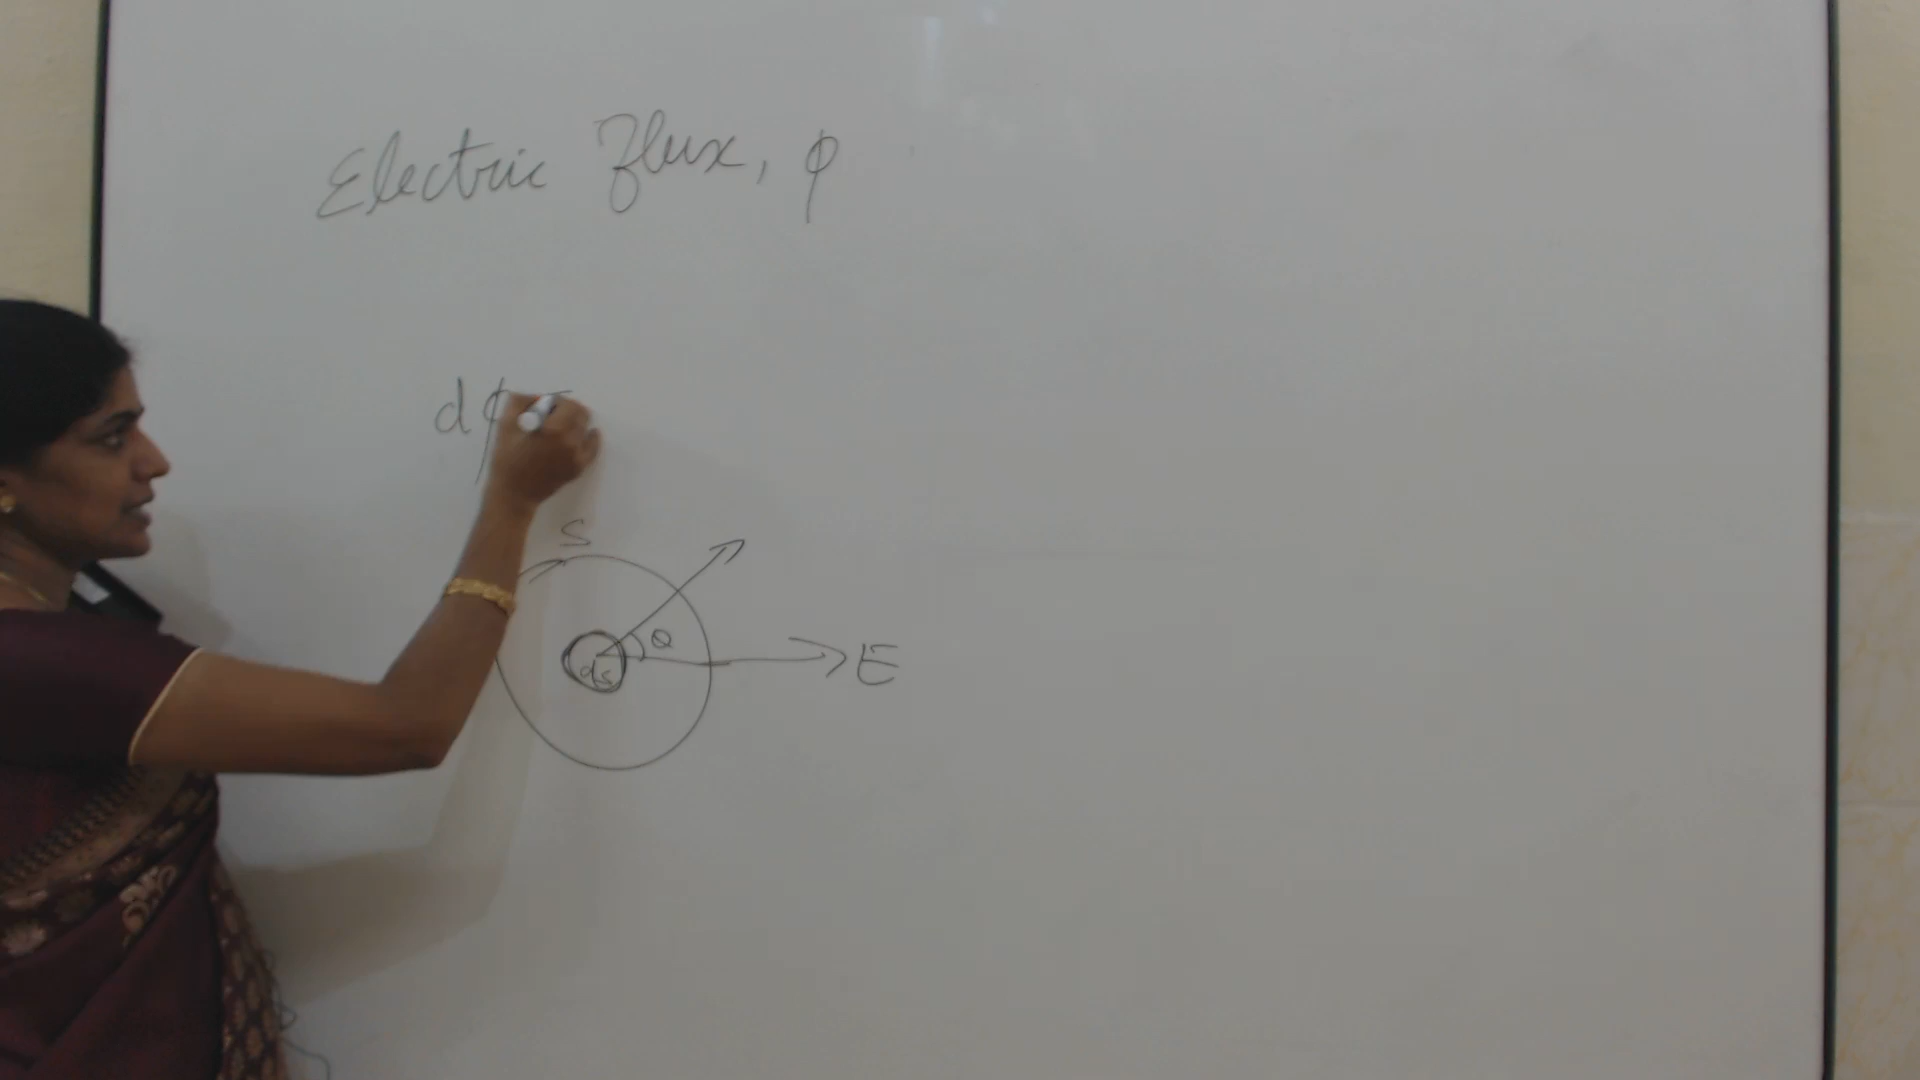 Electric Flux, φ
dφ =
S
θ
ds
E